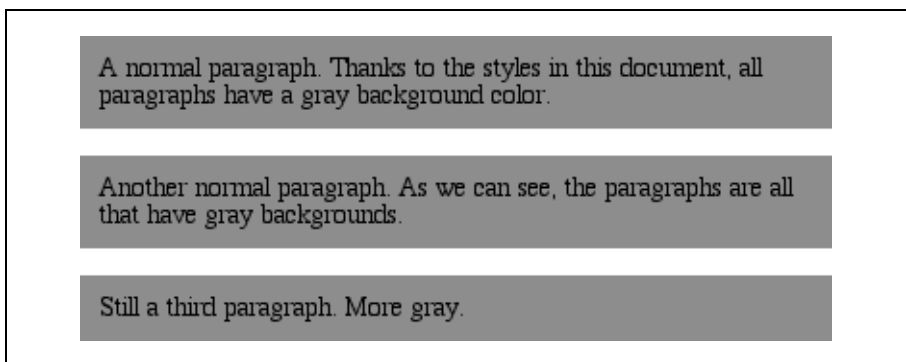 A normal paragraph. Thanks to the styles in this document, all
paragraphs have a gray background color.
Another normal paragraph. As we can see, the paragraphs are all
that have gray backgrounds.
Still a third paragraph. More gray.